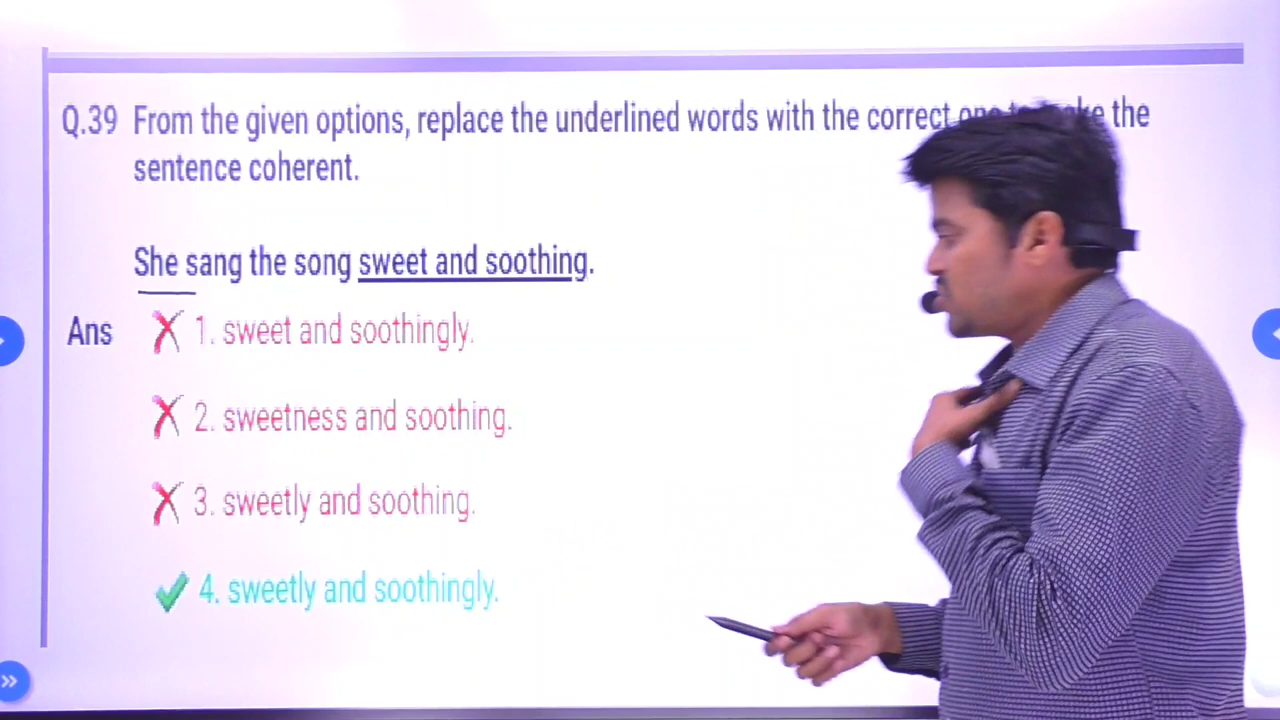 Q.39 From the given options, replace the underlined words with the correct the
sentence coherent.
She sang the song sweet and soothing.
Ans 1. sweet and soothingly.
2. sweetness and soothing.
3. sweetly and soothing.
4. sweetly and soothingly.